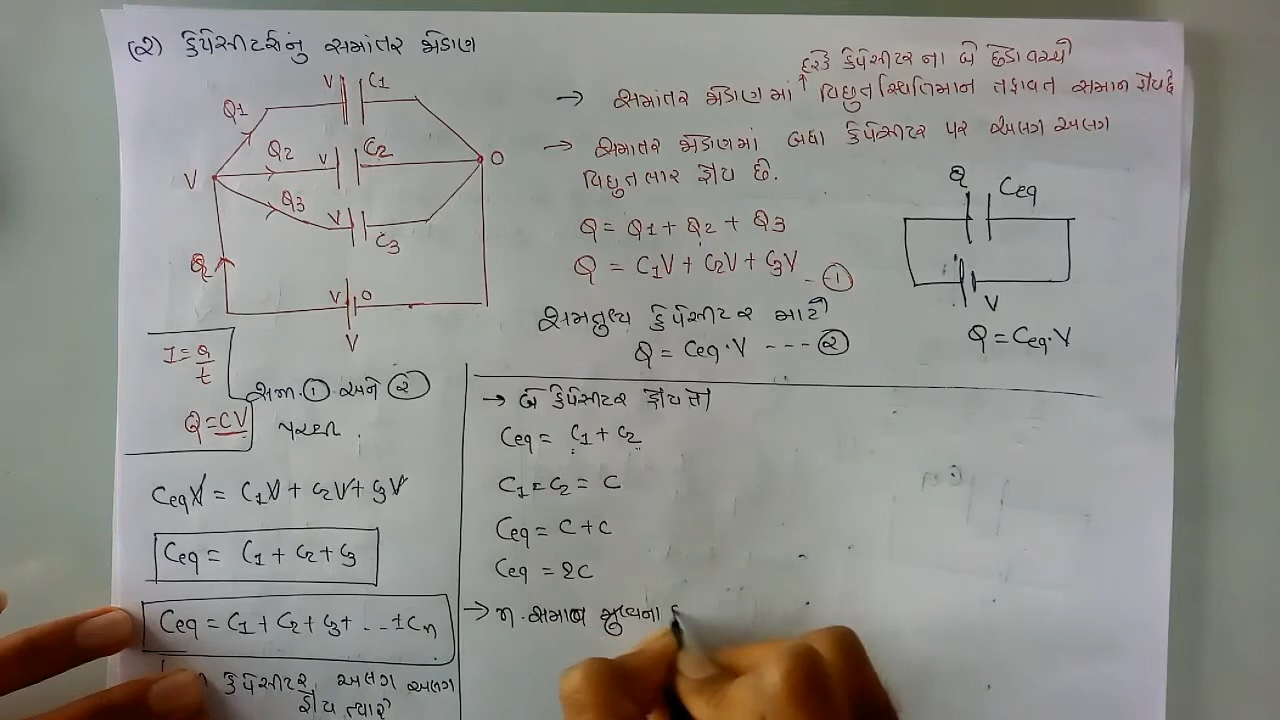 (૨) કેપેસીટરોનું સમાંતર જોડાણ
V C1
Q1
Q2 V C2
V O
Q3 V
C3
Q
V O
V
દરેક કેપેસીટર ના બે છેડા વચ્ચે
→ સમાંતર જોડાણ માં વિદ્યુતસ્થિતિમાન તફાવત સમાન હોય છે
→ સમાંતર જોડાણમાં બધા કેપેસીટર પર અલગ અલગ
વિદ્યુતભાર હોય છે.
Q = Q1 + Q2 + Q3
Q = C1V + C2V + C3V --①
સમતુલ્ય કેપેસીટર માટે
Q = Ceq·V --- ②
Q Ceq
V
Q = Ceq·V
I = Q/t
Q = CV
સમી. ① અને ②
પરથી.
CeqV = C1V + C2V + C3V
Ceq = C1 + C2 + C3
Ceq = C1 + C2 + C3 + ... + Cn
કેપેસીટર અલગ અલગ
હોય ત્યારે
→ બે કેપેસીટર હોય તો
Ceq = C1 + C2
C1 = C2 = C
Ceq = C + C
Ceq = 2C
→ n સમાન મુલ્યના